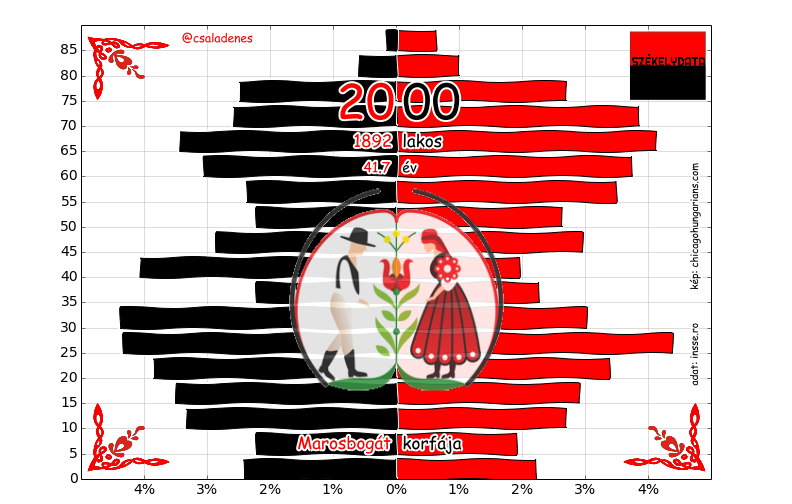 @csaladenes
SZÉKELYDATA
2000
1892 lakos
41.7 év
kép: chicagohungarians.com
adat: insse.ro
Marosbogát korfája
85
80
75
70
65
60
55
50
45
40
35
30
25
20
15
10
5
0
4% 3% 2% 1% 0% 1% 2% 3% 4%